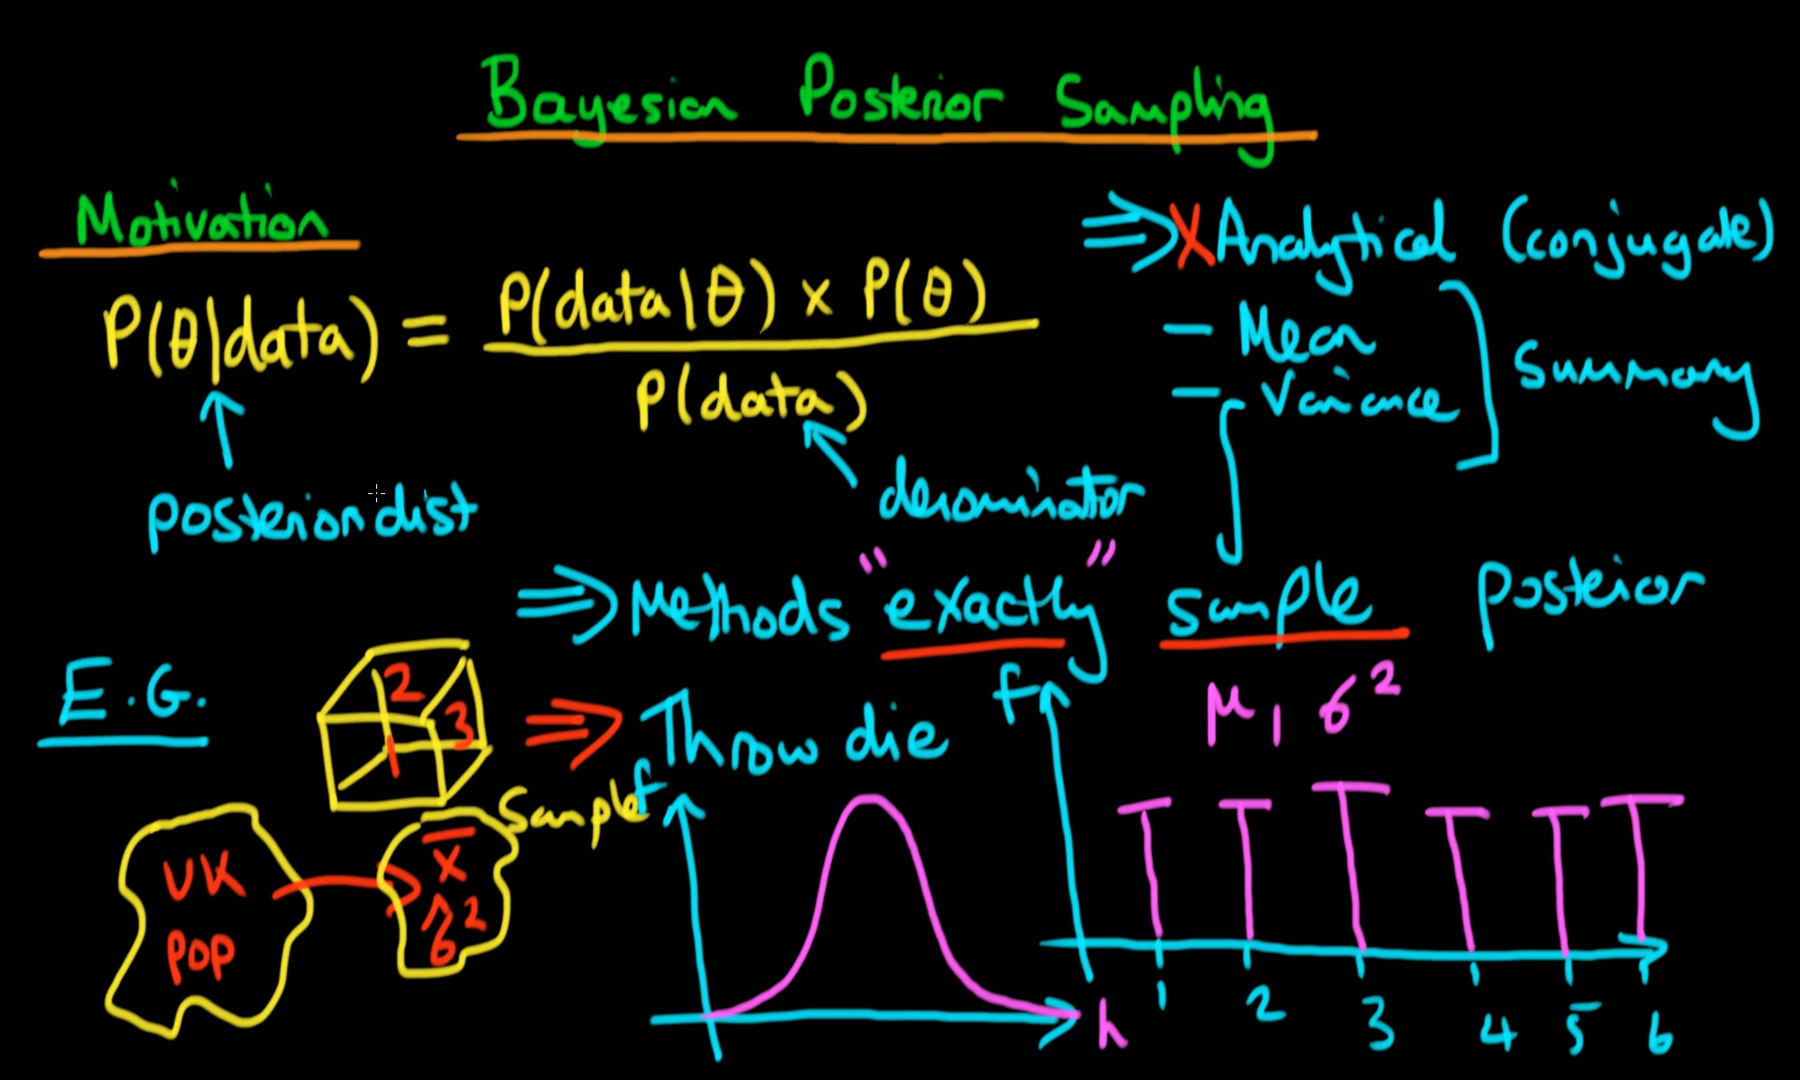 Bayesian Posterior Sampling
Motivation
P(θ|data) = P(data|θ) x P(θ)
P(data)
posterior dist
denominator
⇒ X Analytical (conjugate)
- Mean
- Variance
Summary
⇒ Methods "exactly" sample posterior
μ, σ²
E.G.
2
3
1
⇒ Throw die
UK
POP
Sample
x̄
σ̂²
f
h
f
1 2 3 4 5 6